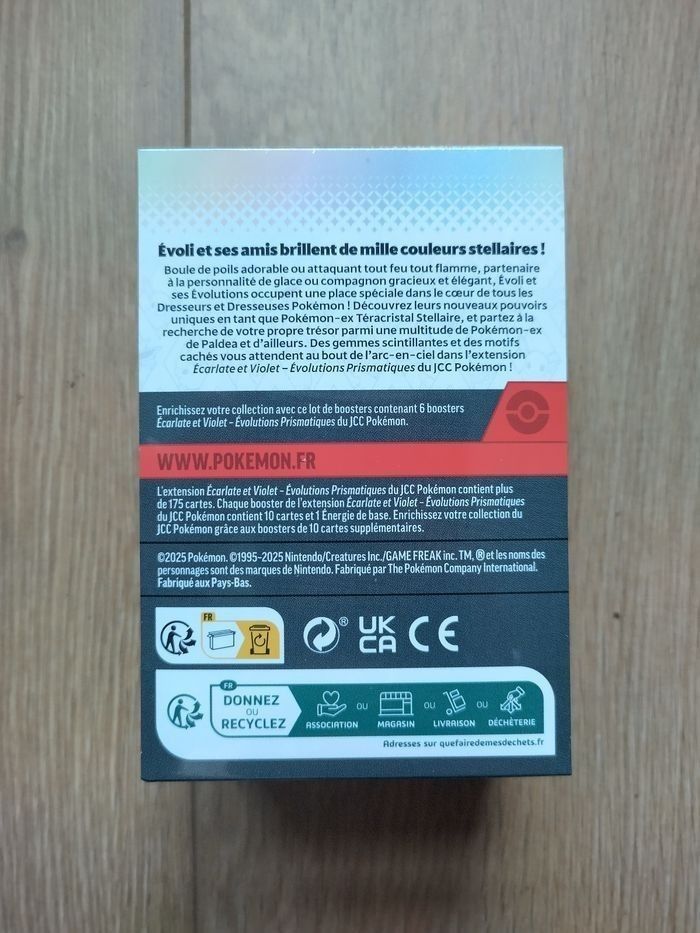 Évoli et ses amis brillent de mille couleurs stellaires !
Boule de poils adorable ou attaquant tout feu tout flamme, partenaire
à la personnalité de glace ou compagnon gracieux et élégant, Évoli et
ses Évolutions occupent une place spéciale dans le cœur de tous les
Dresseurs et Dresseuses Pokémon ! Découvrez leurs nouveaux pouvoirs
uniques en tant que Pokémon-ex Téracristal Stellaire, et partez à la
recherche de votre propre trésor parmi une multitude de Pokémon-ex
de Paldea et d'ailleurs. Des gemmes scintillantes et des motifs
cachés vous attendent au bout de l'arc-en-ciel dans l'extension
Écarlate et Violet – Évolutions Prismatiques du JCC Pokémon !
Enrichissez votre collection avec ce lot de boosters contenant 6 boosters
Écarlate et Violet – Évolutions Prismatiques du JCC Pokémon.
WWW.POKEMON.FR
L'extension Écarlate et Violet – Évolutions Prismatiques du JCC Pokémon contient plus
de 175 cartes. Chaque booster de l'extension Écarlate et Violet – Évolutions Prismatiques
du JCC Pokémon contient 10 cartes et 1 Énergie de base. Enrichissez votre collection du
JCC Pokémon grâce aux boosters de 10 cartes supplémentaires.
©2025 Pokémon. ©1995-2025 Nintendo/Creatures Inc./GAME FREAK inc. TM, ® et les noms des
personnages sont des marques de Nintendo. Fabriqué par The Pokémon Company International.
Fabriqué aux Pays-Bas.
FR
® UK CA CE
FR
DONNEZ
OU
RECYCLEZ
ASSOCIATION OU MAGASIN OU LIVRAISON OU DÉCHÈTERIE
Adresses sur quefairedemesdechets.fr